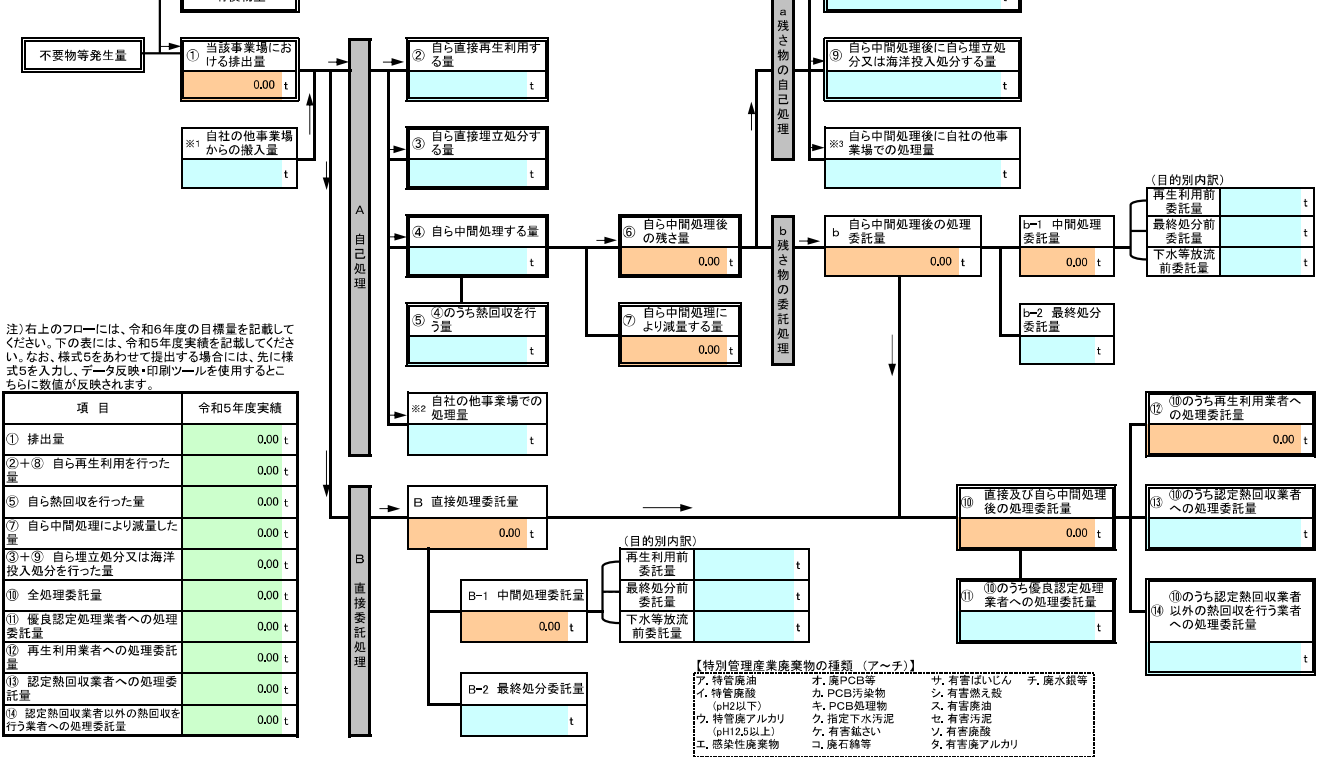 不要物等発生量
① 当該事業場にお
ける排出量
0.00 t
※1 自社の他事業場
からの搬入量
t
A 自己処理
② 自ら直接再生利用す
る量
t
③ 自ら直接埋立処分す
る量
t
④ 自ら中間処理する量
t
⑤ ④のうち熱回収を行
う量
t
※2 自社の他事業場での
処理量
t
⑥ 自ら中間処理後
の残さ量
0.00 t
⑦ 自ら中間処理に
より減量する量
0.00 t
a残さ物の自己処理
⑨ 自ら中間処理後に自ら埋立処
分又は海洋投入処分する量
t
※3 自ら中間処理後に自社の他事
業場での処理量
t
b残さ物の委託処理
b 自ら中間処理後の処理
委託量
0.00 t
b-1 中間処理
委託量
0.00 t
(目的別内訳)
再生利用前
委託量
t
最終処分前
委託量
t
下水等放流
前委託量
t
b-2 最終処分
委託量
t
注)右上のフローには、令和6年度の目標量を記載して
ください。下の表には、令和5年度実績を記載してくださ
い。なお、様式5をあわせて提出する場合には、先に様
式5を入力し、データ反映・印刷ツールを使用するとこ
ちらに数値が反映されます。
項 目 令和5年度実績
① 排出量 0.00 t
②+⑧ 自ら再生利用を行った
量 0.00 t
⑤ 自ら熱回収を行った量 0.00 t
⑦ 自ら中間処理により減量した
量 0.00 t
③+⑨ 自ら埋立処分又は海洋
投入処分を行った量 0.00 t
⑩ 全処理委託量 0.00 t
⑪ 優良認定処理業者への処理
委託量 0.00 t
⑫ 再生利用業者への処理委託
量 0.00 t
⑬ 認定熱回収業者への処理委
託量 0.00 t
⑭ 認定熱回収業者以外の熱回収を
行う業者への処理委託量 0.00 t
B 直接委託処理
B 直接処理委託量
0.00 t
B-1 中間処理委託量
0.00 t
(目的別内訳)
再生利用前
委託量
t
最終処分前
委託量
t
下水等放流
前委託量
t
B-2 最終処分委託量
t
⑩ 直接及び自ら中間処理
後の処理委託量
0.00 t
⑪ ⑩のうち優良認定処理
業者への処理委託量
t
⑫ ⑩のうち再生利用業者へ
の処理委託量
0.00 t
⑬ ⑩のうち認定熱回収業者
への処理委託量
t
⑭ ⑩のうち認定熱回収業者
以外の熱回収を行う業者
への処理委託量
t
【特別管理産業廃棄物の種類 (ア~チ)】
ア. 特管廃油 オ. 廃PCB等 サ. 有害ばいじん チ. 廃水銀等
イ. 特管廃酸 カ. PCB汚染物 シ. 有害燃え殻
(pH2以下) キ. PCB処理物 ス. 有害廃油
ウ. 特管廃アルカリ ク. 指定下水汚泥 セ. 有害汚泥
(pH12.5以上) ケ. 有害鉱さい ソ. 有害廃酸
エ. 感染性廃棄物 コ. 廃石綿等 タ. 有害廃アルカリ